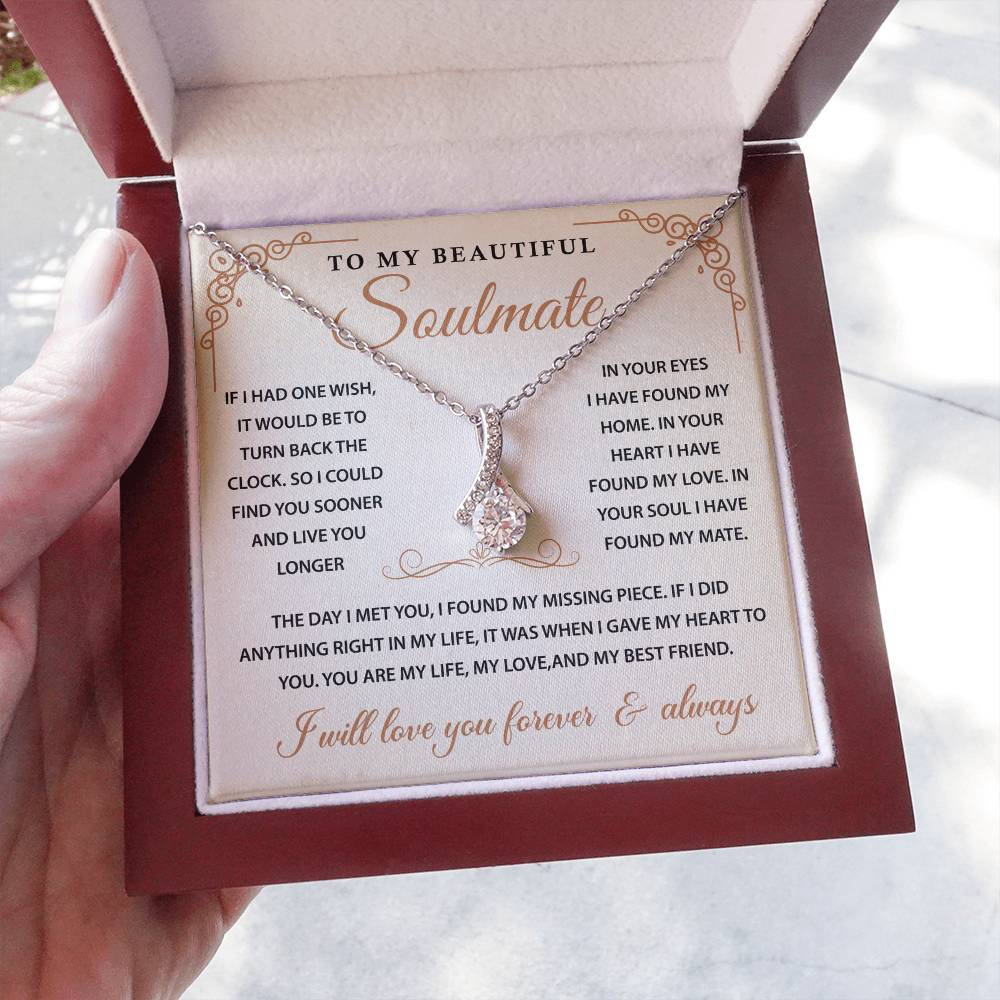 TO MY BEAUTIFUL
Soulmate
IF I HAD ONE WISH,
IT WOULD BE TO
TURN BACK THE
CLOCK. SO I COULD
FIND YOU SOONER
AND LIVE YOU
LONGER
IN YOUR EYES
I HAVE FOUND MY
HOME. IN YOUR
HEART I HAVE
FOUND MY LOVE. IN
YOUR SOUL I HAVE
FOUND MY MATE.
THE DAY I MET YOU, I FOUND MY MISSING PIECE. IF I DID
ANYTHING RIGHT IN MY LIFE, IT WAS WHEN I GAVE MY HEART TO
YOU. YOU ARE MY LIFE, MY LOVE,AND MY BEST FRIEND.
I will love you forever & always